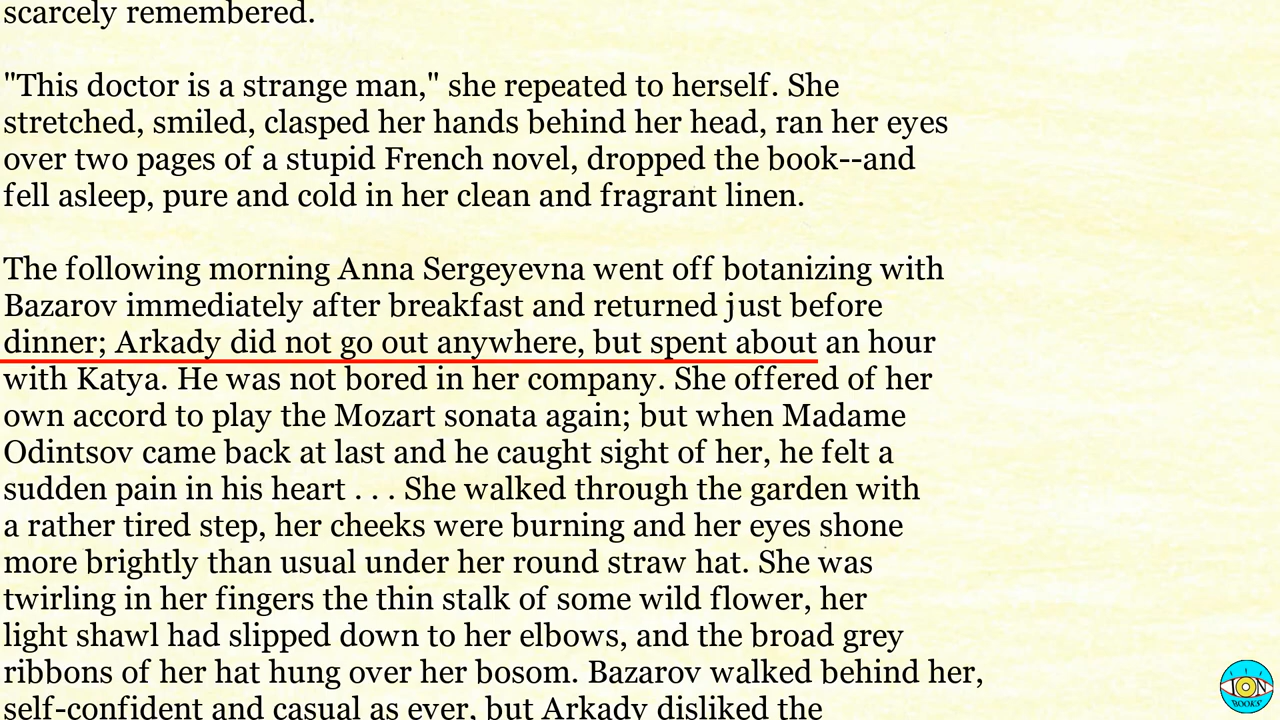 scarcely remembered.
"This doctor is a strange man," she repeated to herself. She
stretched, smiled, clasped her hands behind her head, ran her eyes
over two pages of a stupid French novel, dropped the book--and
fell asleep, pure and cold in her clean and fragrant linen.
The following morning Anna Sergeyevna went off botanizing with
Bazarov immediately after breakfast and returned just before
dinner; Arkady did not go out anywhere, but spent about an hour
with Katya. He was not bored in her company. She offered of her
own accord to play the Mozart sonata again; but when Madame
Odintsov came back at last and he caught sight of her, he felt a
sudden pain in his heart . . . She walked through the garden with
a rather tired step, her cheeks were burning and her eyes shone
more brightly than usual under her round straw hat. She was
twirling in her fingers the thin stalk of some wild flower, her
light shawl had slipped down to her elbows, and the broad grey
ribbons of her hat hung over her bosom. Bazarov walked behind her,
self-confident and casual as ever, but Arkady disliked the
ION
BOOKS